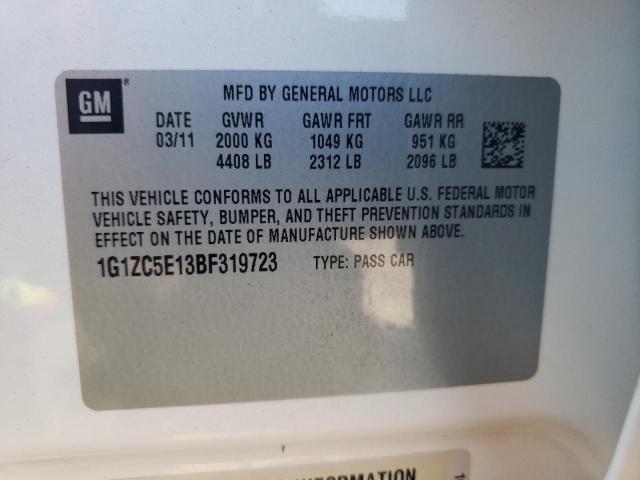 GM ® MFD BY GENERAL MOTORS LLC
DATE GVWR GAWR FRT GAWR RR
03/11 2000 KG 1049 KG 951 KG
4408 LB 2312 LB 2096 LB
THIS VEHICLE CONFORMS TO ALL APPLICABLE U.S. FEDERAL MOTOR
VEHICLE SAFETY, BUMPER, AND THEFT PREVENTION STANDARDS IN
EFFECT ON THE DATE OF MANUFACTURE SHOWN ABOVE.
1G1ZC5E13BF319723 TYPE: PASS CAR
INFORMATION